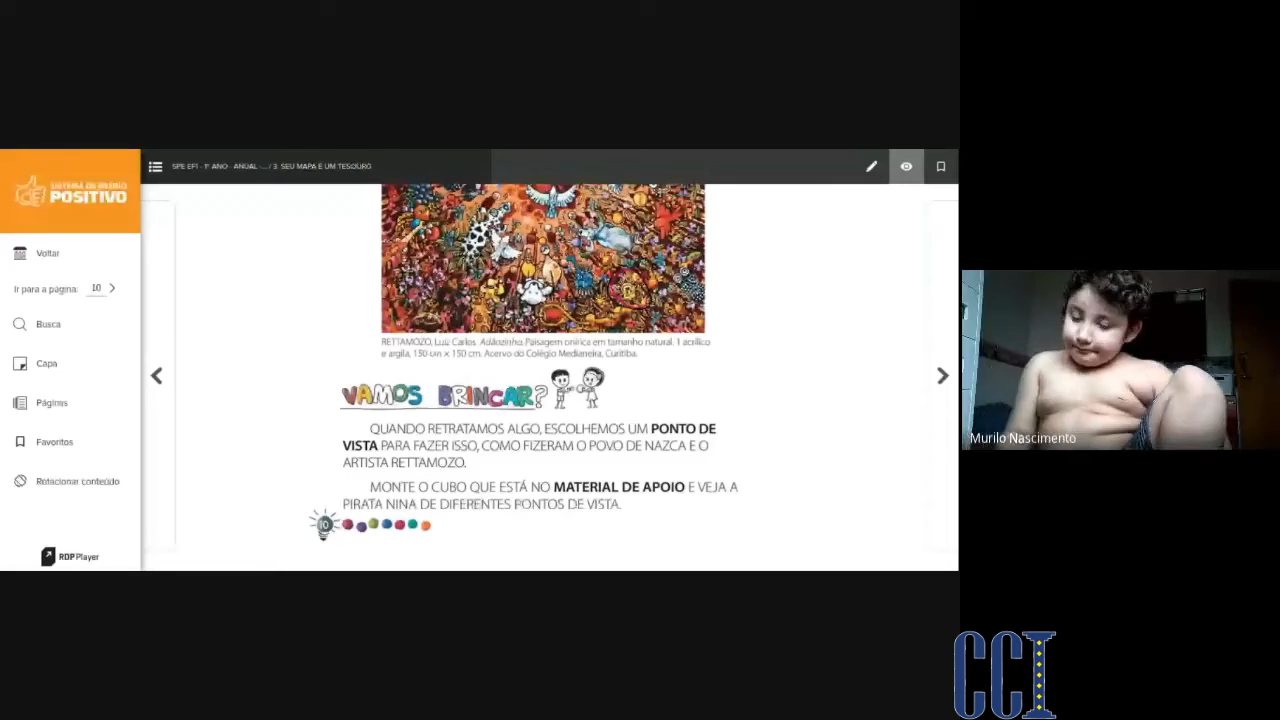 SISTEMA DE ENSINO
POSITIVO
SPE EF1 - 1º ANO - ANUAL -... / 3. SEU MAPA É UM TESOURO
Voltar
Ir para a página: 10
Busca
Capa
Páginas
Favoritos
Rotacionar conteúdo
RDP Player
RETTAMOZO, Luiz Carlos. Adãozinho. Paisagem onírica em tamanho natural. 1 acrílico
e argila, 150 cm × 150 cm. Acervo do Colégio Medianeira, Curitiba.
VAMOS BRINCAR?
QUANDO RETRATAMOS ALGO, ESCOLHEMOS UM PONTO DE
VISTA PARA FAZER ISSO, COMO FIZERAM O POVO DE NAZCA E O
ARTISTA RETTAMOZO.
MONTE O CUBO QUE ESTÁ NO MATERIAL DE APOIO E VEJA A
PIRATA NINA DE DIFERENTES PONTOS DE VISTA.
10
Murilo Nascimento
CCI